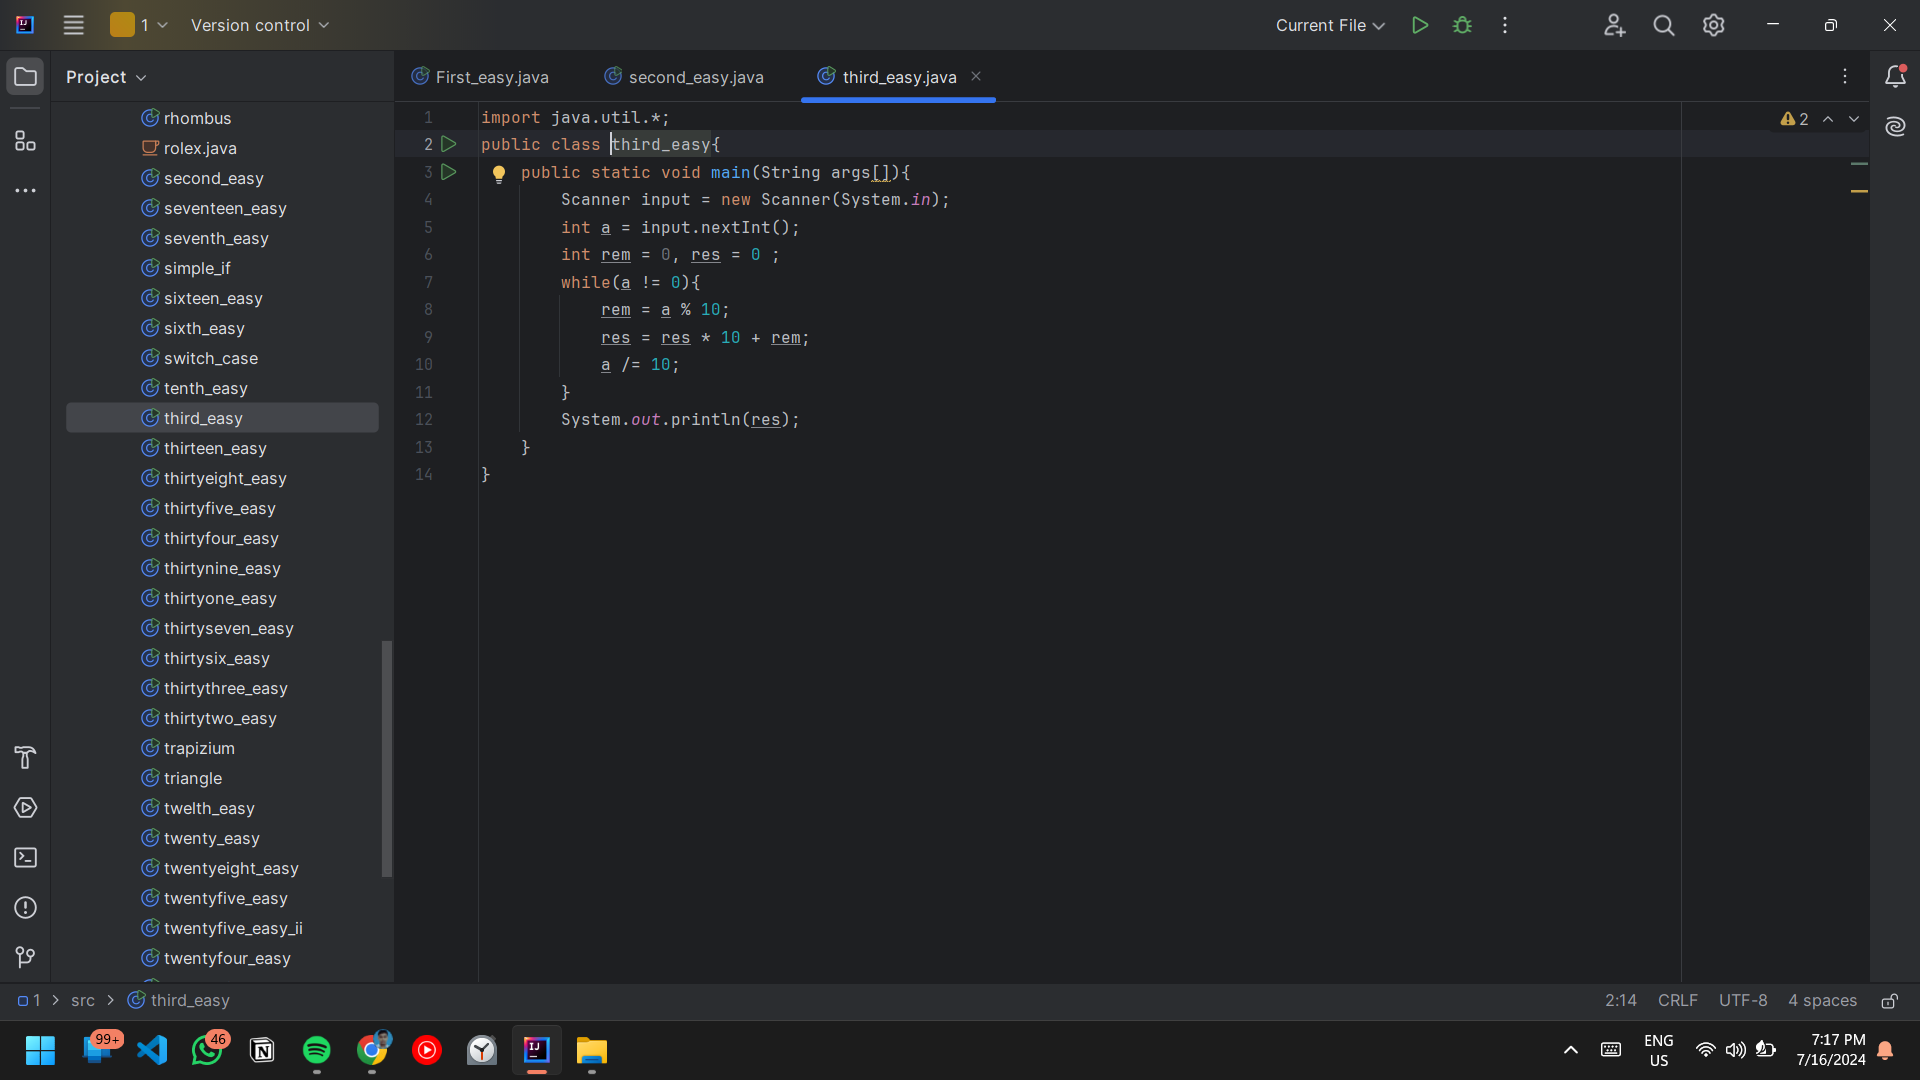 1 Version control Current File
Project
First_easy.java second_easy.java third_easy.java
rhombus
rolex.java
second_easy
seventeen_easy
seventh_easy
simple_if
sixteen_easy
sixth_easy
switch_case
tenth_easy
third_easy
thirteen_easy
thirtyeight_easy
thirtyfive_easy
thirtyfour_easy
thirtynine_easy
thirtyone_easy
thirtyseven_easy
thirtysix_easy
thirtythree_easy
thirtytwo_easy
trapizium
triangle
twelth_easy
twenty_easy
twentyeight_easy
twentyfive_easy
twentyfive_easy_ii
twentyfour_easy
1 import java.util.*;
2 public class third_easy{
3 public static void main(String args[]){
4 Scanner input = new Scanner(System.in);
5 int a = input.nextInt();
6 int rem = 0, res = 0 ;
7 while(a != 0){
8 rem = a % 10;
9 res = res * 10 + rem;
10 a /= 10;
11 }
12 System.out.println(res);
13 }
14 }
2
1 > src > third_easy
2:14 CRLF UTF-8 4 spaces
99+ 46
ENG
US
7:17 PM
7/16/2024